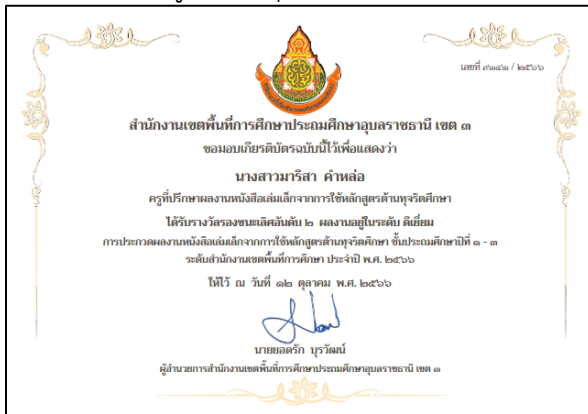 เลขที่ ๙๑๔๑ / ๒๕๖๖
สำนักงานเขตพื้นที่การศึกษาประถมศึกษาอุบลราชธานี เขต ๓
ขอมอบเกียรติบัตรฉบับนี้ไว้เพื่อแสดงว่า
นางสาวมาริสา คำหล่อ
ครูที่ปรึกษาผลงานหนังสือเล่มเล็กจากการใช้หลักสูตรต้านทุจริตศึกษา
ได้รับรางวัลรองชนะเลิศอันดับ ๒ ผลงานอยู่ในระดับ ดีเยี่ยม
การประกวดผลงานหนังสือเล่มเล็กจากการใช้หลักสูตรต้านทุจริตศึกษา ชั้นประถมศึกษาปีที่ ๑ - ๓
ระดับสำนักงานเขตพื้นที่การศึกษา ประจำปี พ.ศ. ๒๕๖๖
ให้ไว้ ณ วันที่ ๑๒ ตุลาคม พ.ศ. ๒๕๖๖
นายยอดรัก บุรวัฒน์
ผู้อำนวยการสำนักงานเขตพื้นที่การศึกษาประถมศึกษาอุบลราชธานี เขต ๓